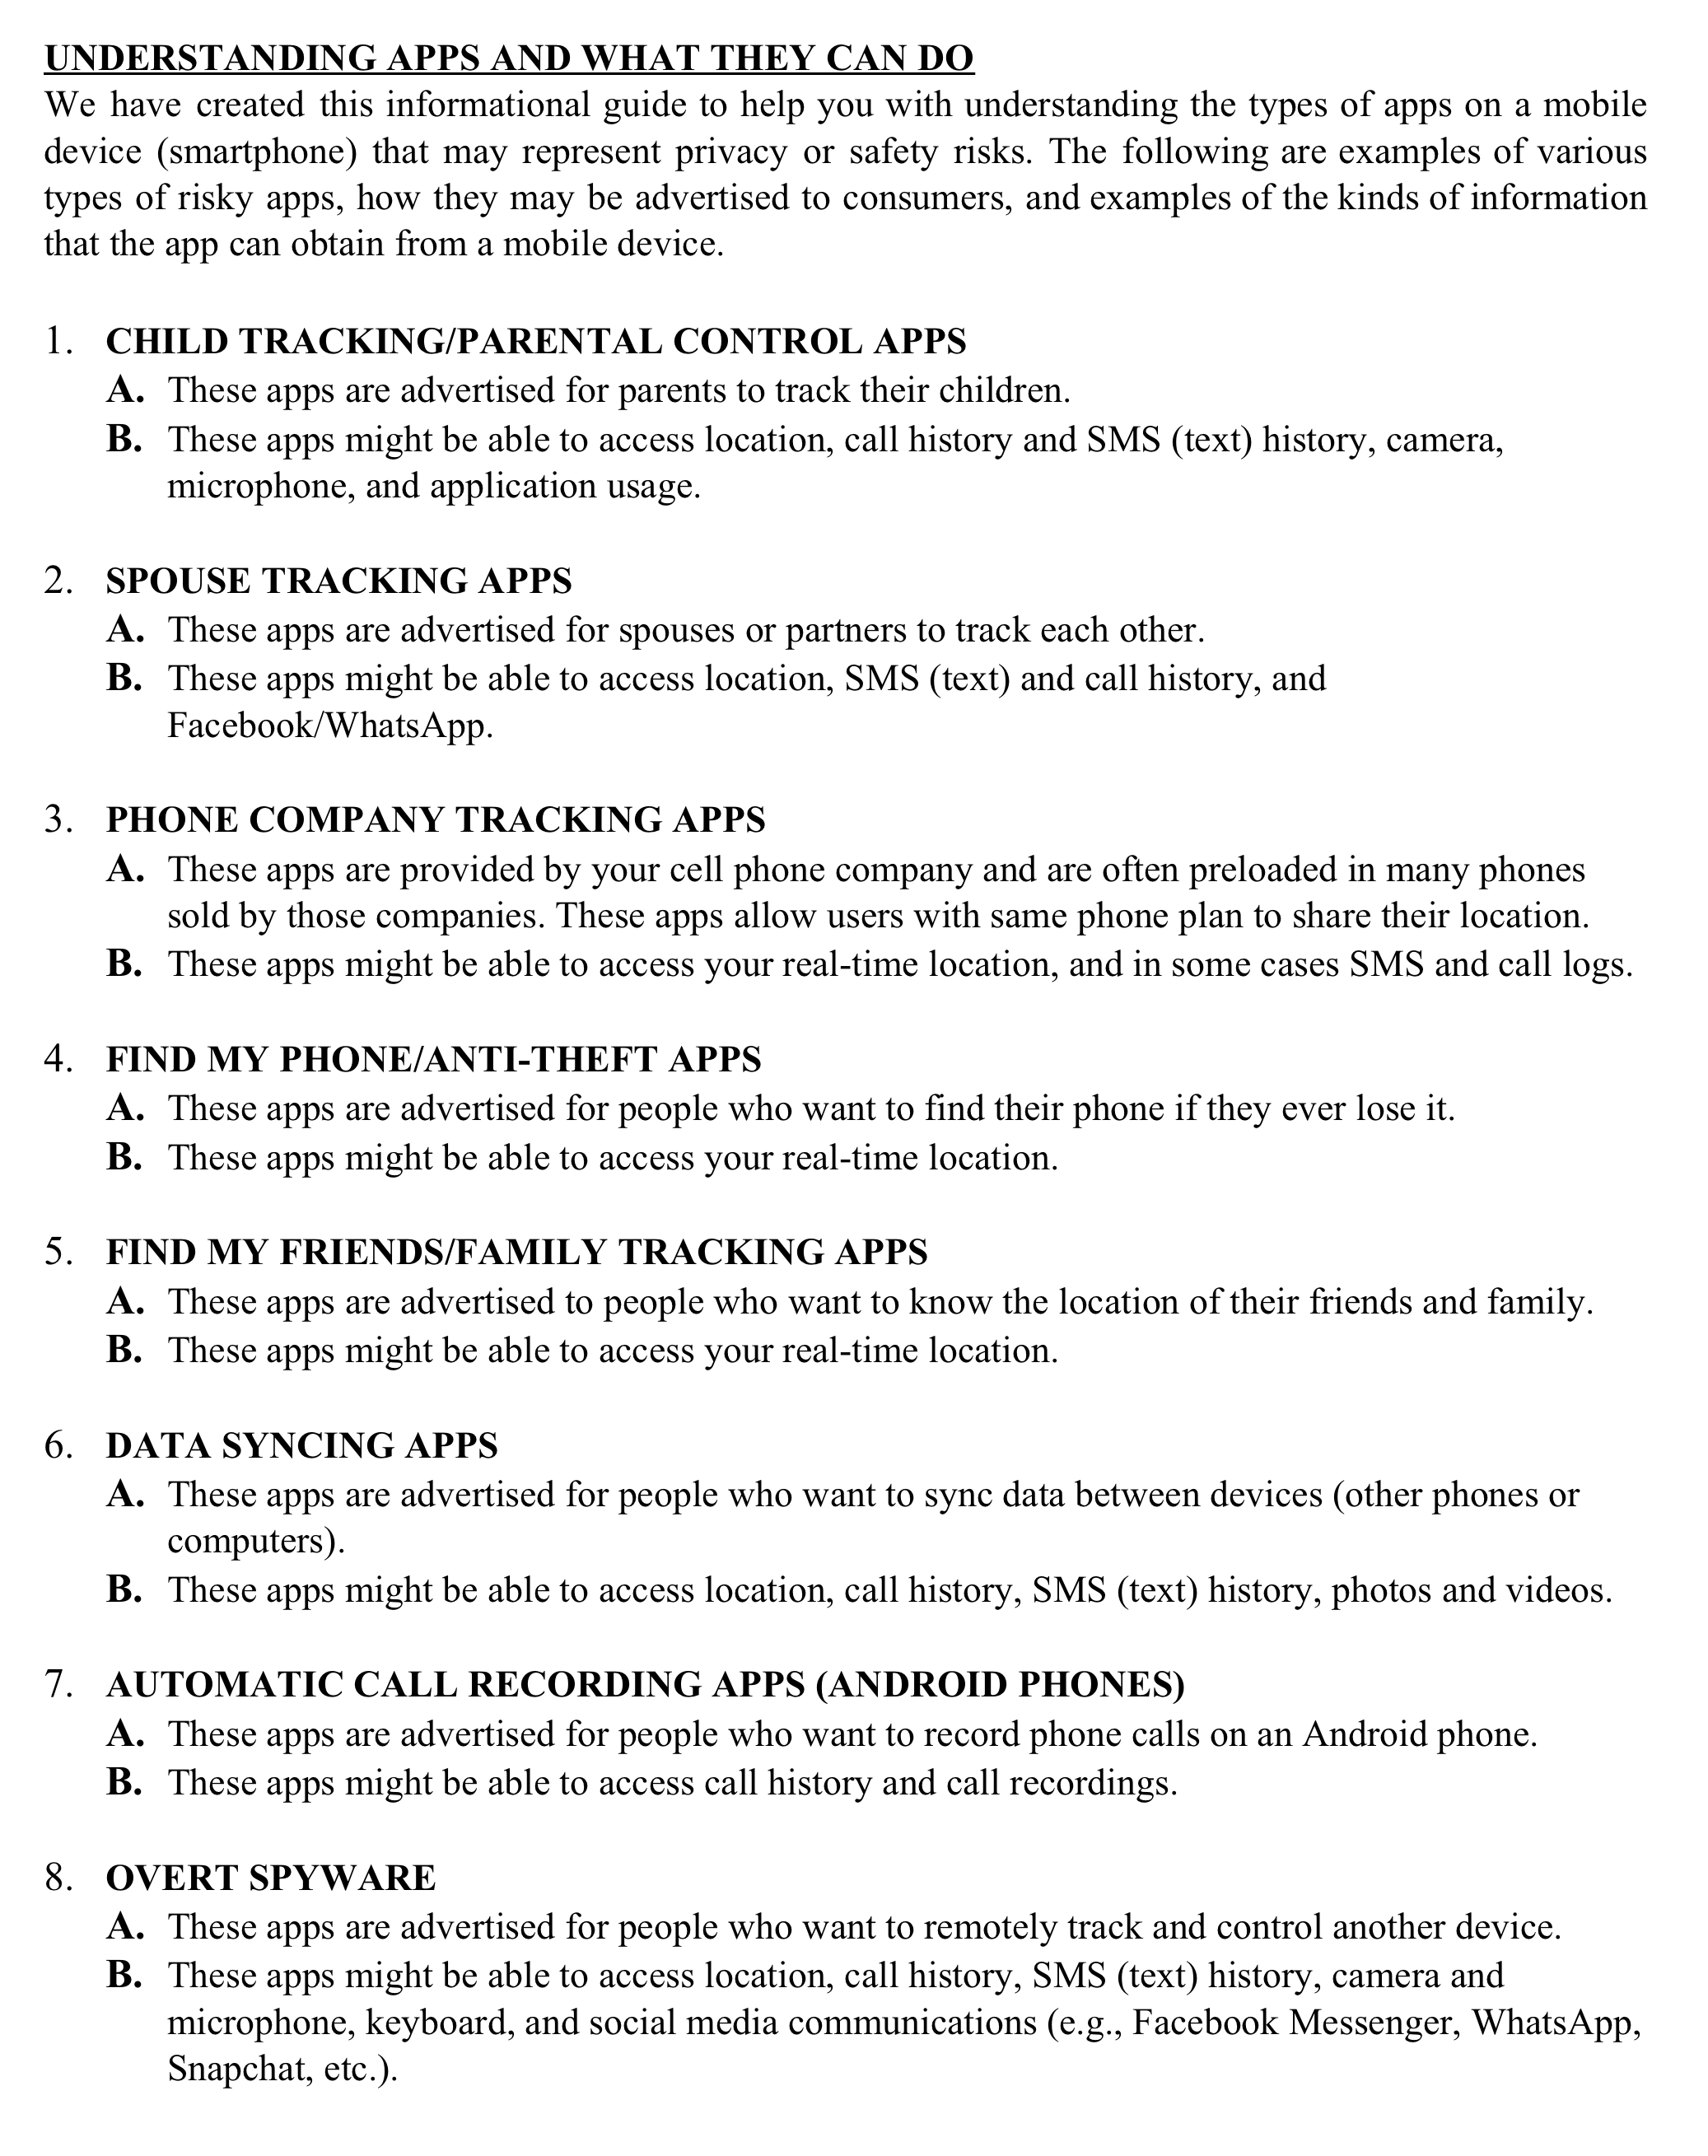 UNDERSTANDING APPS AND WHAT THEY CAN DO
We have created this informational guide to help you with understanding the types of apps on a mobile
device (smartphone) that may represent privacy or safety risks. The following are examples of various
types of risky apps, how they may be advertised to consumers, and examples of the kinds of information
that the app can obtain from a mobile device.
1. CHILD TRACKING/PARENTAL CONTROL APPS
A. These apps are advertised for parents to track their children.
B. These apps might be able to access location, call history and SMS (text) history, camera,
microphone, and application usage.
2. SPOUSE TRACKING APPS
A. These apps are advertised for spouses or partners to track each other.
B. These apps might be able to access location, SMS (text) and call history, and
Facebook/WhatsApp.
3. PHONE COMPANY TRACKING APPS
A. These apps are provided by your cell phone company and are often preloaded in many phones
sold by those companies. These apps allow users with same phone plan to share their location.
B. These apps might be able to access your real-time location, and in some cases SMS and call logs.
4. FIND MY PHONE/ANTI-THEFT APPS
A. These apps are advertised for people who want to find their phone if they ever lose it.
B. These apps might be able to access your real-time location.
5. FIND MY FRIENDS/FAMILY TRACKING APPS
A. These apps are advertised to people who want to know the location of their friends and family.
B. These apps might be able to access your real-time location.
6. DATA SYNCING APPS
A. These apps are advertised for people who want to sync data between devices (other phones or
computers).
B. These apps might be able to access location, call history, SMS (text) history, photos and videos.
7. AUTOMATIC CALL RECORDING APPS (ANDROID PHONES)
A. These apps are advertised for people who want to record phone calls on an Android phone.
B. These apps might be able to access call history and call recordings.
8. OVERT SPYWARE
A. These apps are advertised for people who want to remotely track and control another device.
B. These apps might be able to access location, call history, SMS (text) history, camera and
microphone, keyboard, and social media communications (e.g., Facebook Messenger, WhatsApp,
Snapchat, etc.).